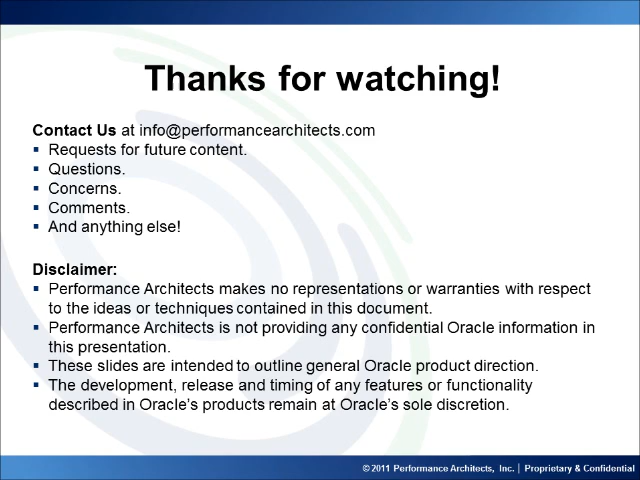 Thanks for watching!
Contact Us at info@performancearchitects.com
▪ Requests for future content.
▪ Questions.
▪ Concerns.
▪ Comments.
▪ And anything else!
Disclaimer:
▪ Performance Architects makes no representations or warranties with respect
to the ideas or techniques contained in this document.
▪ Performance Architects is not providing any confidential Oracle information in
this presentation.
▪ These slides are intended to outline general Oracle product direction.
▪ The development, release and timing of any features or functionality
described in Oracle’s products remain at Oracle’s sole discretion.
© 2011 Performance Architects, Inc. | Proprietary & Confidential